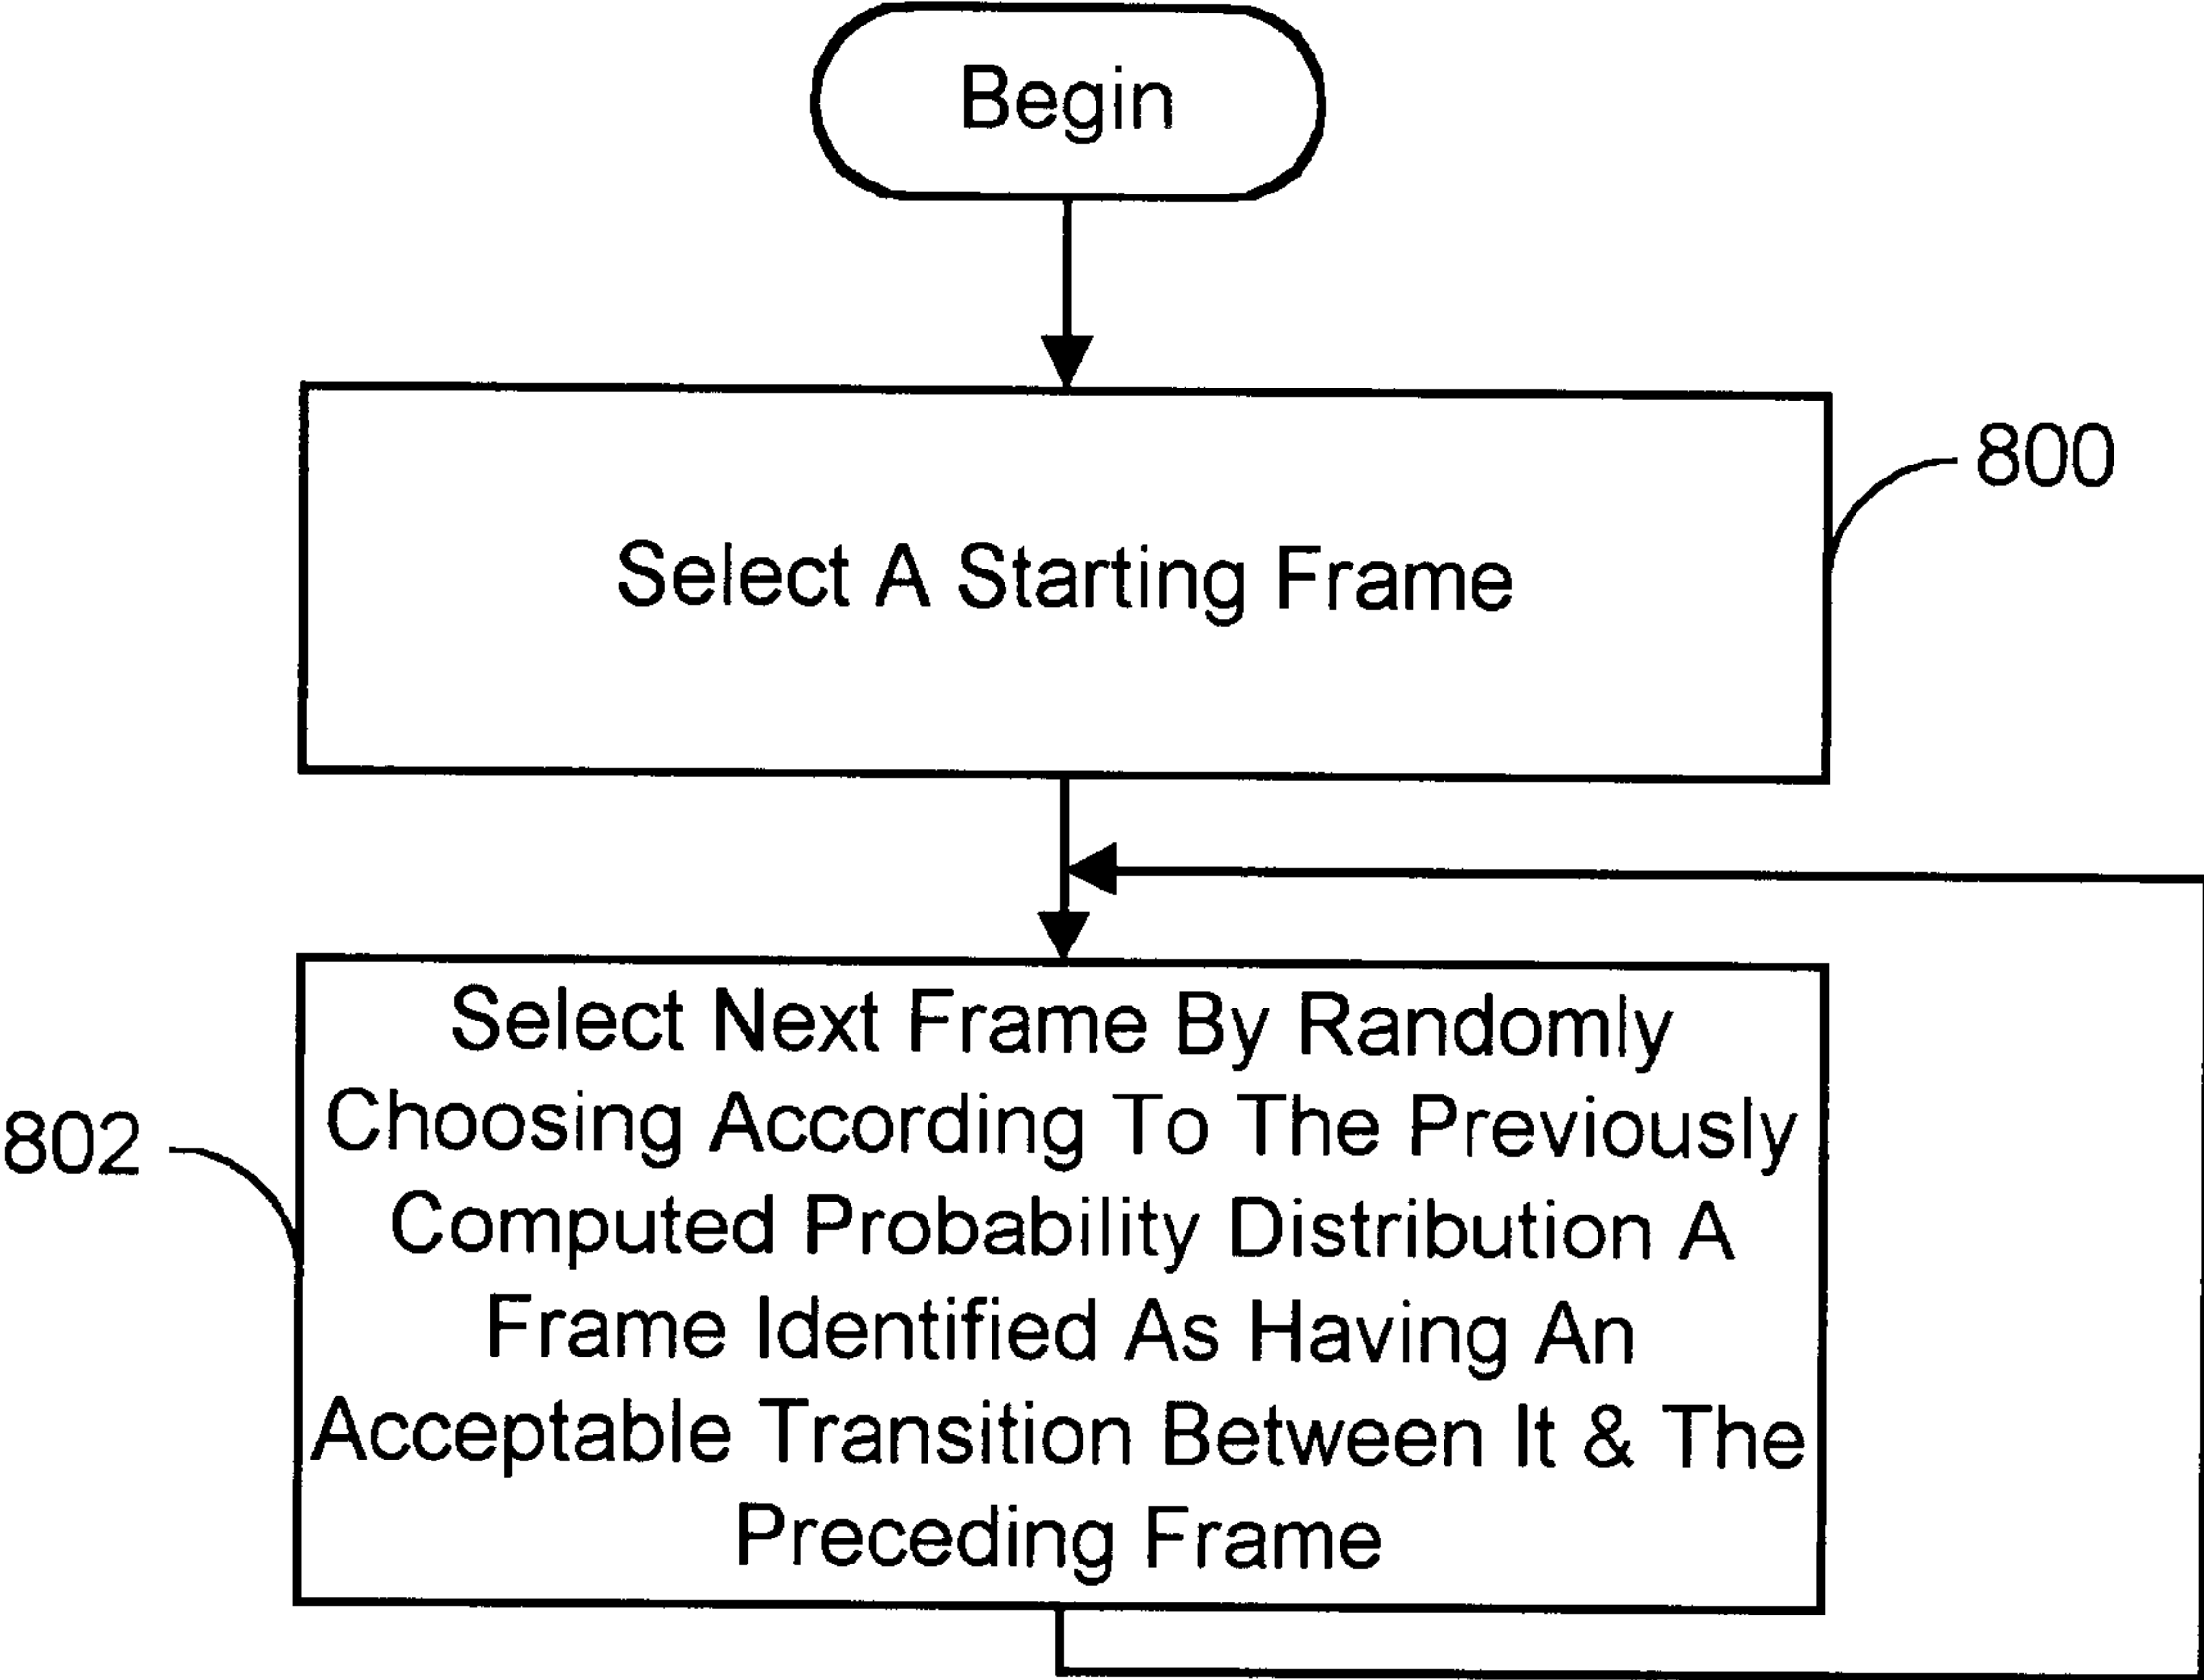 Begin
Select A Starting Frame
800
Select Next Frame By Randomly
Choosing According To The Previously
Computed Probability Distribution A
Frame Identified As Having An
Acceptable Transition Between It & The
Preceding Frame
802